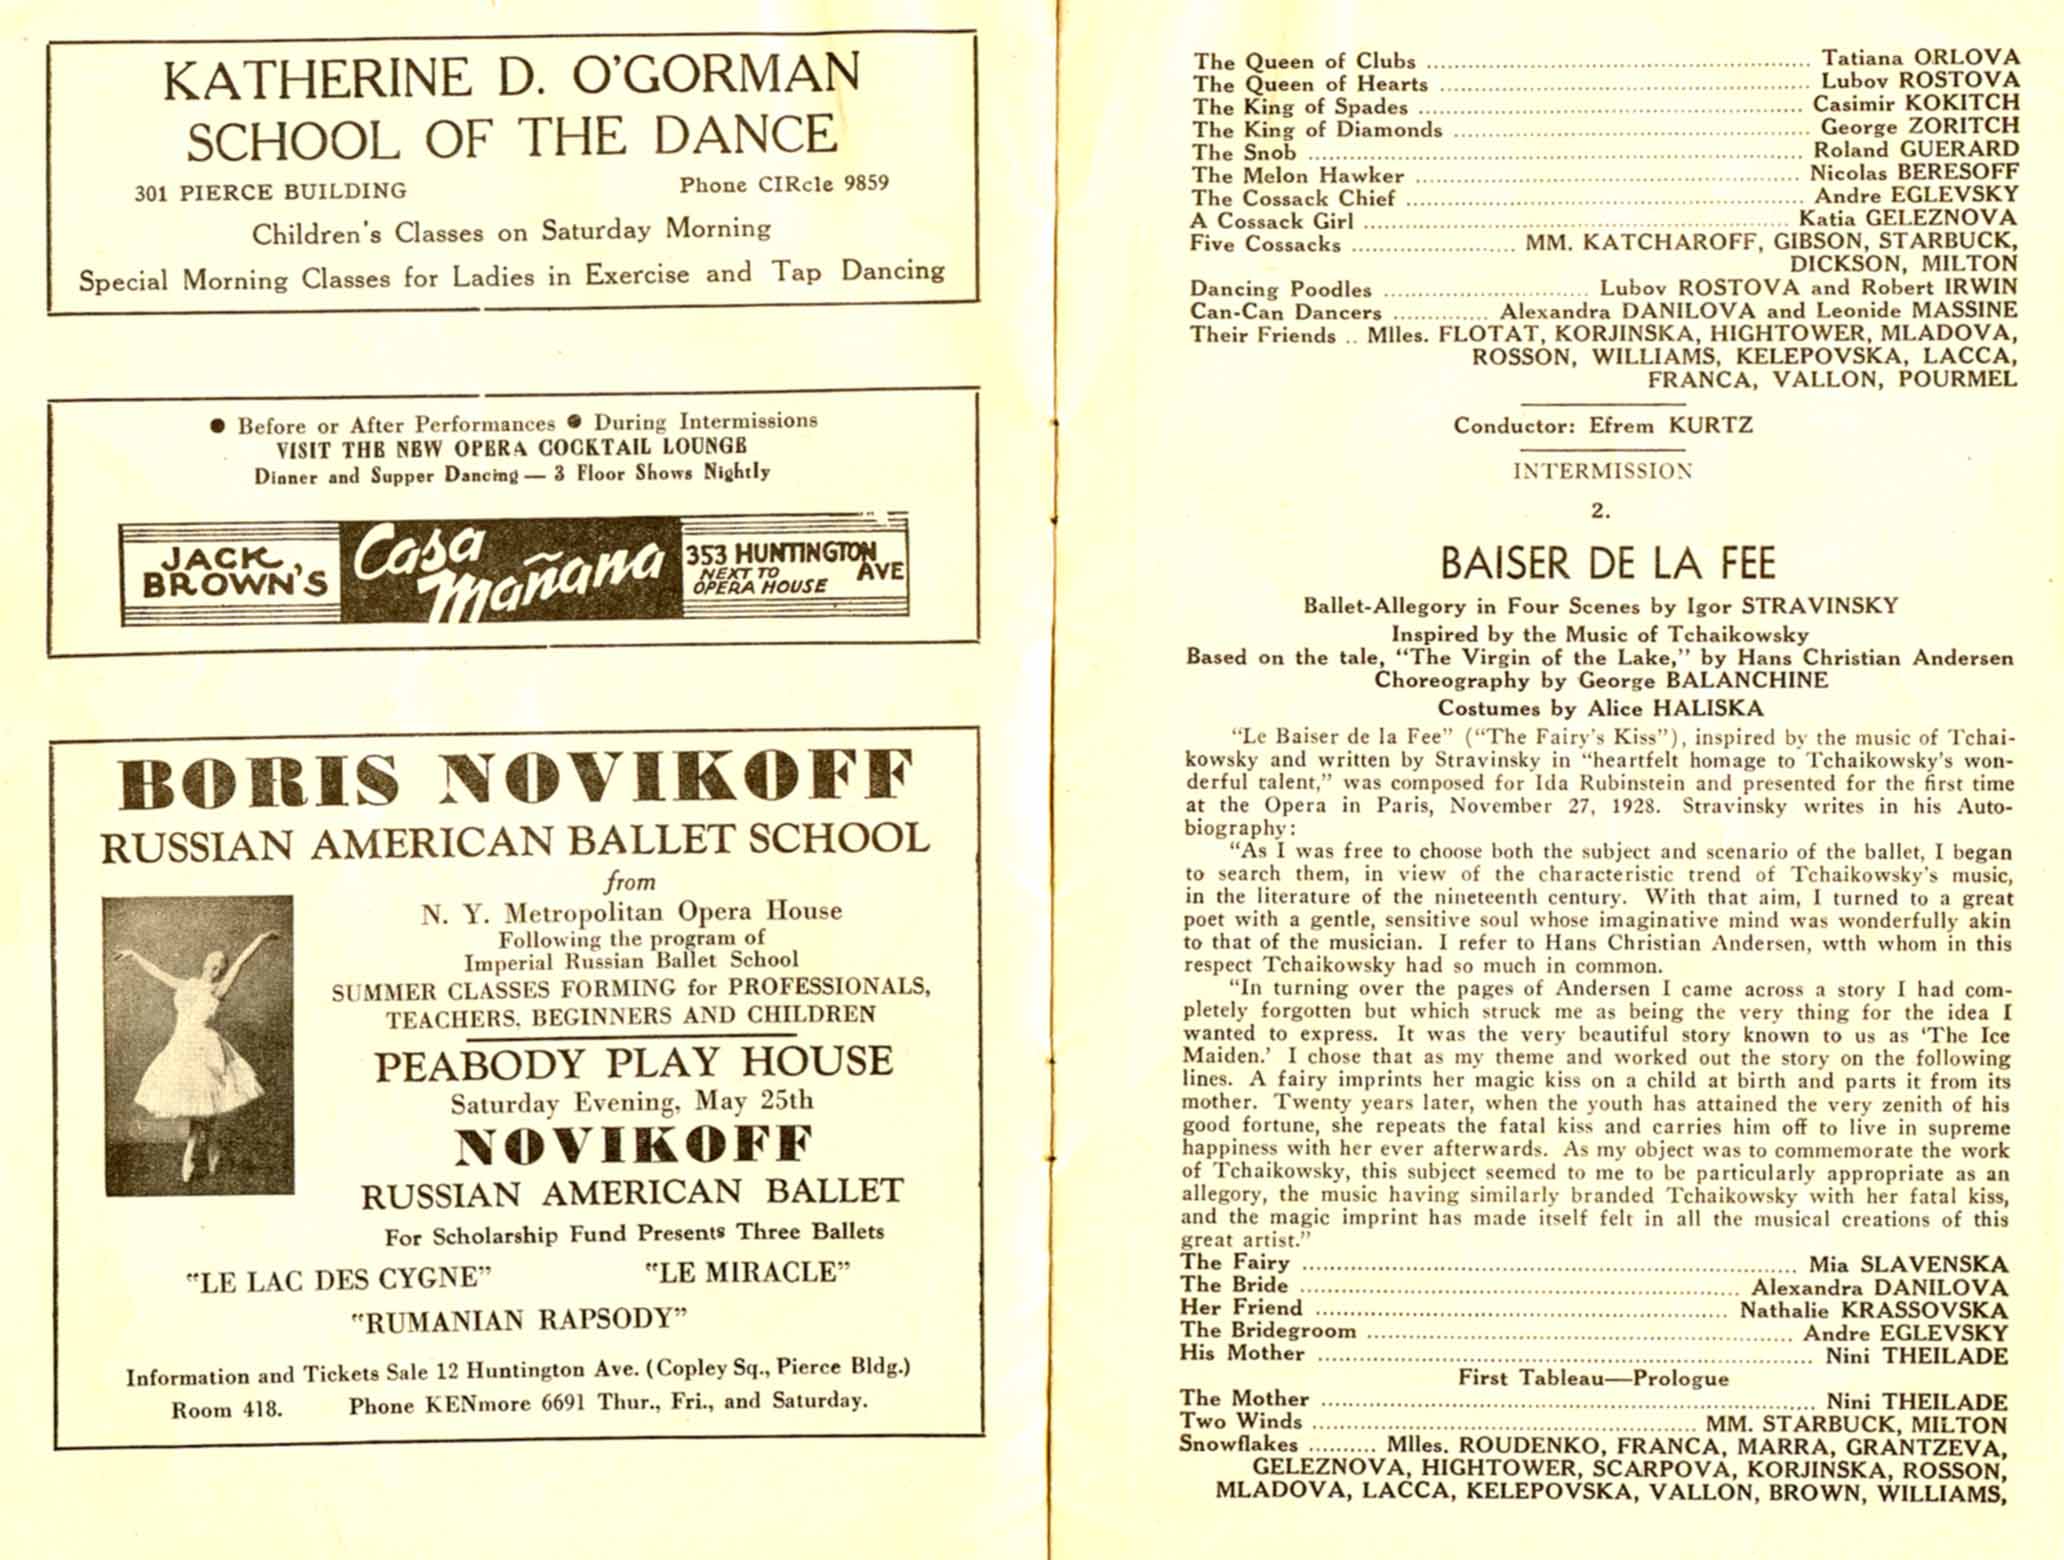 KATHERINE D. O'GORMAN
SCHOOL OF THE DANCE
301 PIERCE BUILDING Phone CIRcle 9859
Children's Classes on Saturday Morning
Special Morning Classes for Ladies in Exercise and Tap Dancing
● Before or After Performances ● During Intermissions
VISIT THE NEW OPERA COCKTAIL LOUNGE
Dinner and Supper Dancing — 3 Floor Shows Nightly
JACK BROWN'S
Casa Mañana
353 HUNTINGTON AVE
NEXT TO
OPERA HOUSE
BORIS NOVIKOFF
RUSSIAN AMERICAN BALLET SCHOOL
from
N. Y. Metropolitan Opera House
Following the program of
Imperial Russian Ballet School
SUMMER CLASSES FORMING for PROFESSIONALS,
TEACHERS, BEGINNERS AND CHILDREN
PEABODY PLAY HOUSE
Saturday Evening, May 25th
NOVIKOFF
RUSSIAN AMERICAN BALLET
For Scholarship Fund Presents Three Ballets
"LE LAC DES CYGNE" "LE MIRACLE"
"RUMANIAN RAPSODY"
Information and Tickets Sale 12 Huntington Ave. (Copley Sq., Pierce Bldg.)
Room 418. Phone KENmore 6691 Thur., Fri., and Saturday.
The Queen of Clubs ........ Tatiana ORLOVA
The Queen of Hearts ........ Lubov ROSTOVA
The King of Spades ........ Casimir KOKITCH
The King of Diamonds ........ George ZORITCH
The Snob ........ Roland GUERARD
The Melon Hawker ........ Nicolas BERESOFF
The Cossack Chief ........ Andre EGLEVSKY
A Cossack Girl ........ Katia GELEZNOVA
Five Cossacks ........ MM. KATCHAROFF, GIBSON, STARBUCK,
DICKSON, MILTON
Dancing Poodles ........ Lubov ROSTOVA and Robert IRWIN
Can-Can Dancers ........ Alexandra DANILOVA and Leonide MASSINE
Their Friends .. Mlles. FLOTAT, KORJINSKA, HIGHTOWER, MLADOVA,
ROSSON, WILLIAMS, KELEPOVSKA, LACCA,
FRANCA, VALLON, POURMEL
Conductor: Efrem KURTZ
INTERMISSION
2.
BAISER DE LA FEE
Ballet-Allegory in Four Scenes by Igor STRAVINSKY
Inspired by the Music of Tchaikowsky
Based on the tale, "The Virgin of the Lake," by Hans Christian Andersen
Choreography by George BALANCHINE
Costumes by Alice HALISKA
"Le Baiser de la Fee" ("The Fairy's Kiss"), inspired by the music of Tchai-
kowsky and written by Stravinsky in "heartfelt homage to Tchaikowsky's won-
derful talent," was composed for Ida Rubinstein and presented for the first time
at the Opera in Paris, November 27, 1928. Stravinsky writes in his Auto-
biography:
"As I was free to choose both the subject and scenario of the ballet, I began
to search them, in view of the characteristic trend of Tchaikowsky's music,
in the literature of the nineteenth century. With that aim, I turned to a great
poet with a gentle, sensitive soul whose imaginative mind was wonderfully akin
to that of the musician. I refer to Hans Christian Andersen, wtth whom in this
respect Tchaikowsky had so much in common.
"In turning over the pages of Andersen I came across a story I had com-
pletely forgotten but which struck me as being the very thing for the idea I
wanted to express. It was the very beautiful story known to us as 'The Ice
Maiden.' I chose that as my theme and worked out the story on the following
lines. A fairy imprints her magic kiss on a child at birth and parts it from its
mother. Twenty years later, when the youth has attained the very zenith of his
good fortune, she repeats the fatal kiss and carries him off to live in supreme
happiness with her ever afterwards. As my object was to commemorate the work
of Tchaikowsky, this subject seemed to me to be particularly appropriate as an
allegory, the music having similarly branded Tchaikowsky with her fatal kiss,
and the magic imprint has made itself felt in all the musical creations of this
great artist."
The Fairy ........ Mia SLAVENSKA
The Bride ........ Alexandra DANILOVA
Her Friend ........ Nathalie KRASSOVSKA
The Bridegroom ........ Andre EGLEVSKY
His Mother ........ Nini THEILADE
First Tableau—Prologue
The Mother ........ Nini THEILADE
Two Winds ........ MM. STARBUCK, MILTON
Snowflakes .......... Mlles. ROUDENKO, FRANCA, MARRA, GRANTZEVA,
GELEZNOVA, HIGHTOWER, SCARPOVA, KORJINSKA, ROSSON,
MLADOVA, LACCA, KELEPOVSKA, VALLON, BROWN, WILLIAMS,